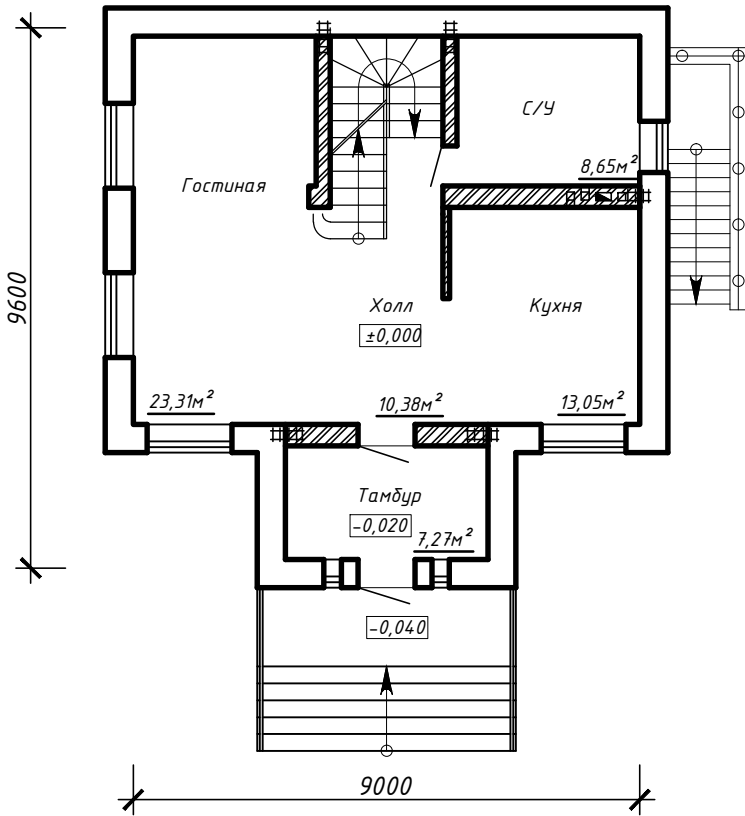 С/У
8,65м²
Гостиная
9600
Холл
±0,000
Кухня
23,31м²
10,38м²
13,05м²
Тамбур
-0,020
7,27м²
-0,040
9000